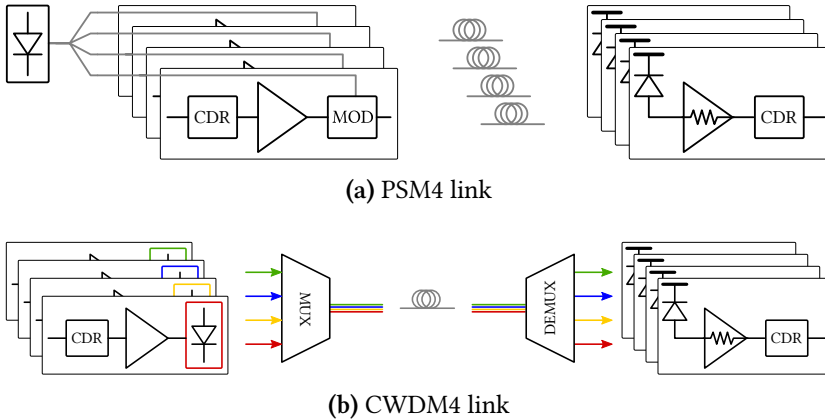 CDR
MOD
CDR
(a) PSM4 link
CDR
MUX
DEMUX
CDR
(b) CWDM4 link